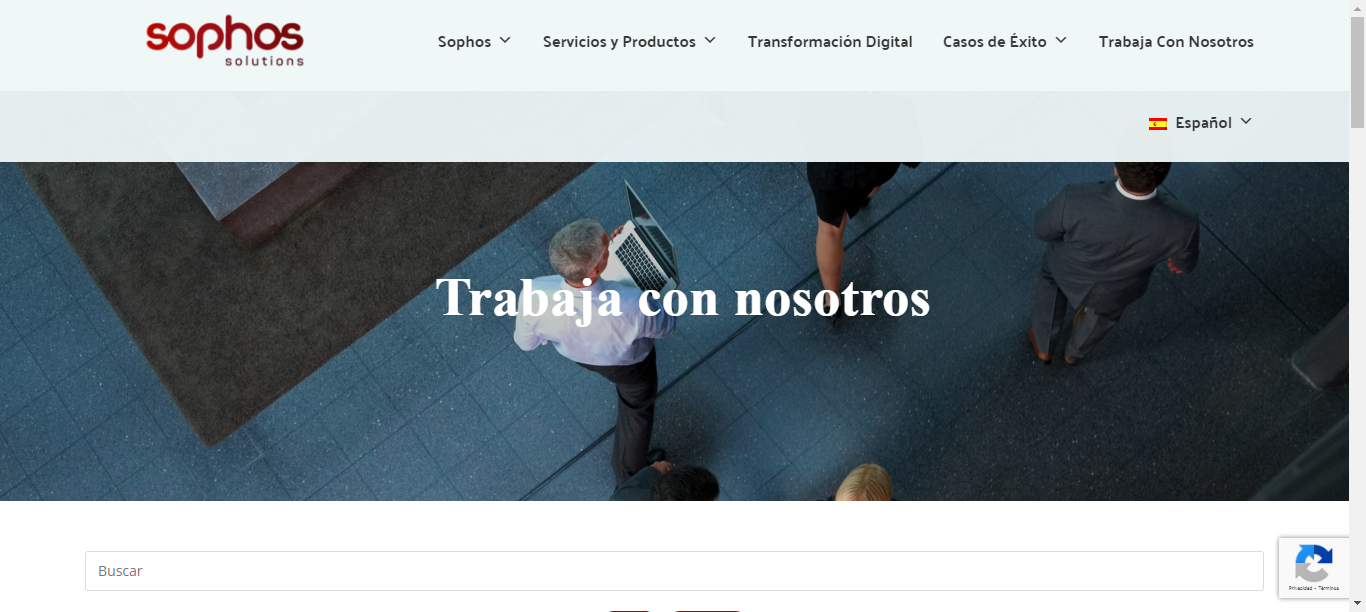 sophos
solutions
Sophos Servicios y Productos Transformación Digital Casos de Éxito Trabaja Con Nosotros
Español
Trabaja con nosotros
Buscar
Privacidad - Términos